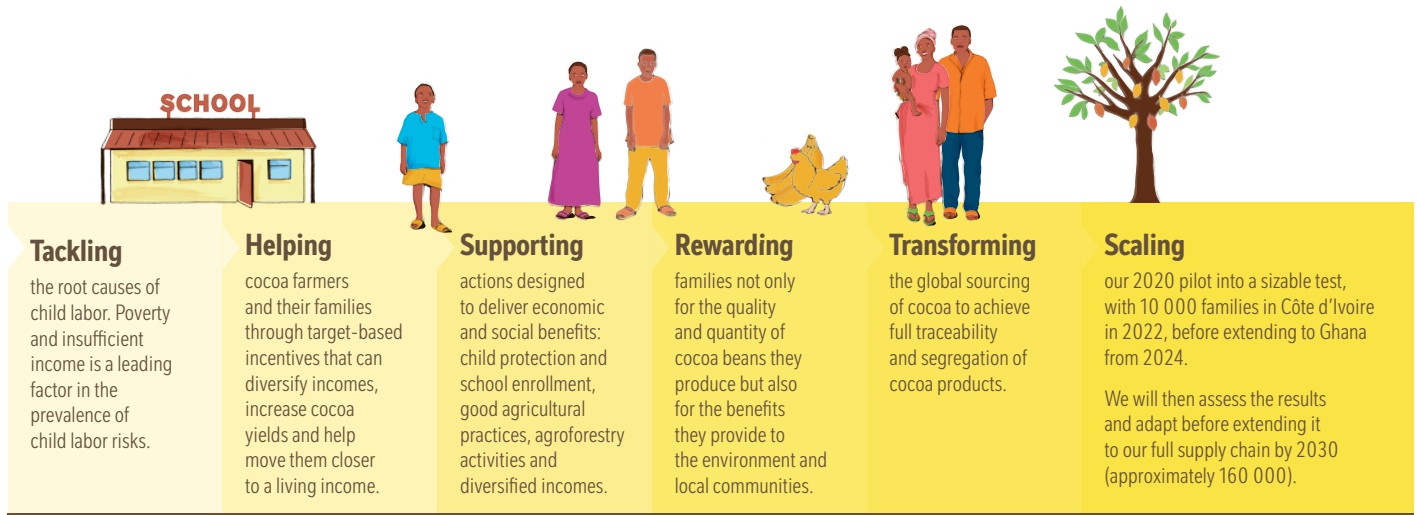 SCHOOL
Tackling
the root causes of
child labor. Poverty
and insufficient
income is a leading
factor in the
prevalence of
child labor risks.
Helping
cocoa farmers
and their families
through target-based
incentives that can
diversify incomes,
increase cocoa
yields and help
move them closer
to a living income.
Supporting
actions designed
to deliver economic
and social benefits:
child protection and
school enrollment,
good agricultural
practices, agroforestry
activities and
diversified incomes.
Rewarding
families not only
for the quality
and quantity of
cocoa beans they
produce but also
for the benefits
they provide to
the environment and
local communities.
Transforming
the global sourcing
of cocoa to achieve
full traceability
and segregation of
cocoa products.
Scaling
our 2020 pilot into a sizable test,
with 10 000 families in Côte d’Ivoire
in 2022, before extending to Ghana
from 2024.
We will then assess the results
and adapt before extending it
to our full supply chain by 2030
(approximately 160 000).